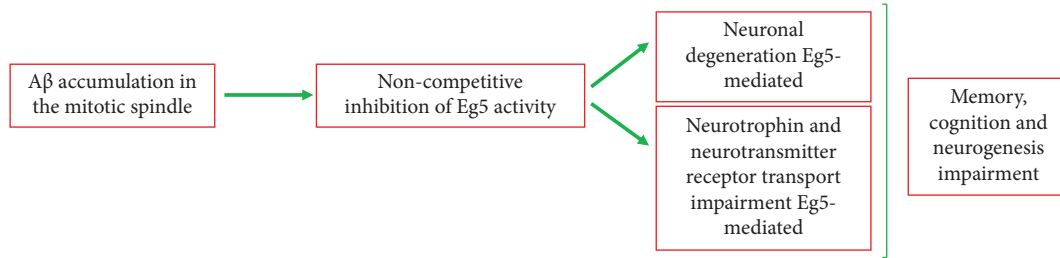 Aβ accumulation in
the mitotic spindle
Non-competitive
inhibition of Eg5 activity
Neuronal
degeneration Eg5-
mediated
Neurotrophin and
neurotransmitter
receptor transport
impairment Eg5-
mediated
Memory,
cognition and
neurogenesis
impairment